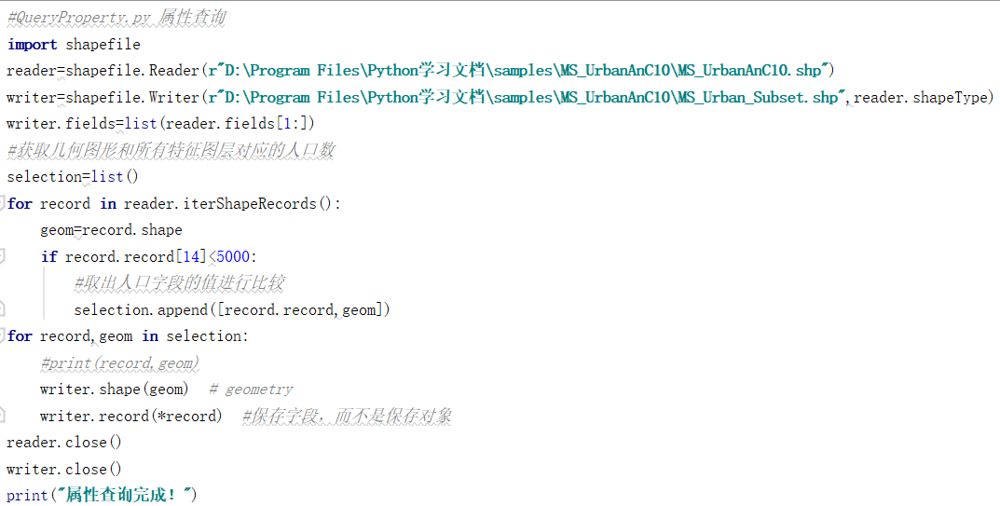 #QueryProperty.py 属性查询
import shapefile
reader=shapefile.Reader(r"D:\Program Files\Python学习文档\samples\MS_UrbanAnC10\MS_UrbanAnC10.shp")
writer=shapefile.Writer(r"D:\Program Files\Python学习文档\samples\MS_UrbanAnC10\MS_Urban_Subset.shp",reader.shapeType)
writer.fields=list(reader.fields[1:])
#获取几何图形和所有特征图层对应的人口数
selection=list()
for record in reader.iterShapeRecords():
    geom=record.shape
    if record.record[14]<5000:
        #取出人口字段的值进行比较
        selection.append([record.record,geom])
for record,geom in selection:
    #print(record,geom)
    writer.shape(geom)  # geometry
    writer.record(*record)  #保存字段，而不是保存对象
reader.close()
writer.close()
print("属性查询完成！")